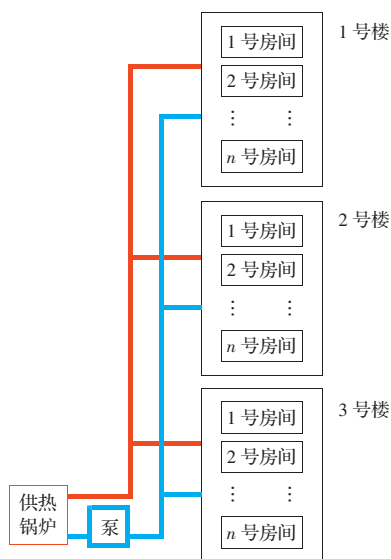 1 号楼
1 号房间
2 号房间
⋮ ⋮
n 号房间
2 号楼
1 号房间
2 号房间
⋮ ⋮
n 号房间
3 号楼
1 号房间
2 号房间
⋮ ⋮
n 号房间
供热
锅炉
泵